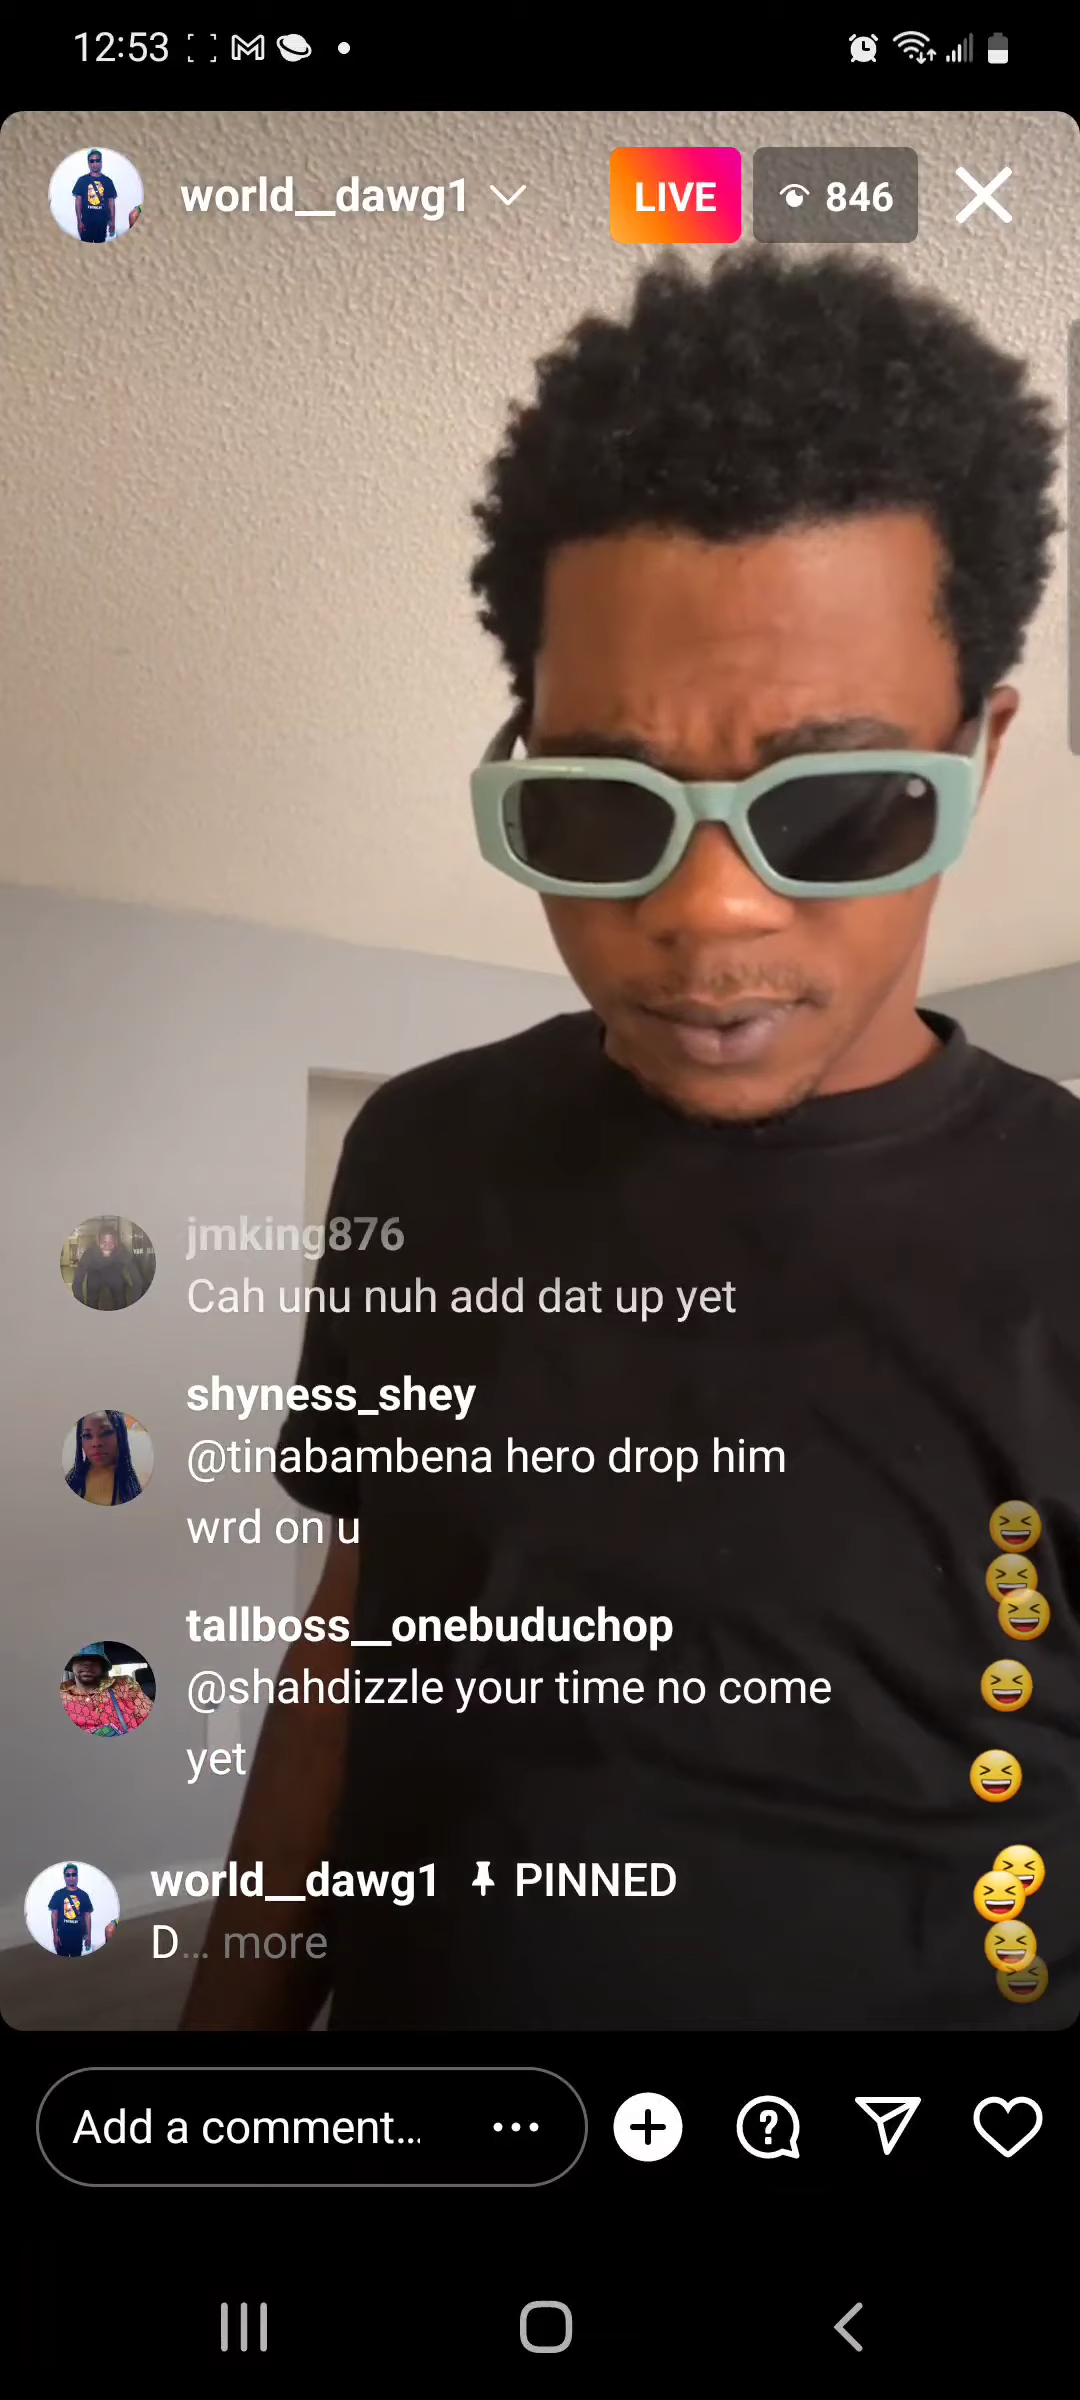 12:53
world__dawg1
LIVE
846
jmking876
Cah unu nuh add dat up yet
shyness_shey
@tinabambena hero drop him
wrd on u
tallboss__onebuduchop
@shahdizzle your time no come
yet
world__dawg1 PINNED
D... more
Add a comment...